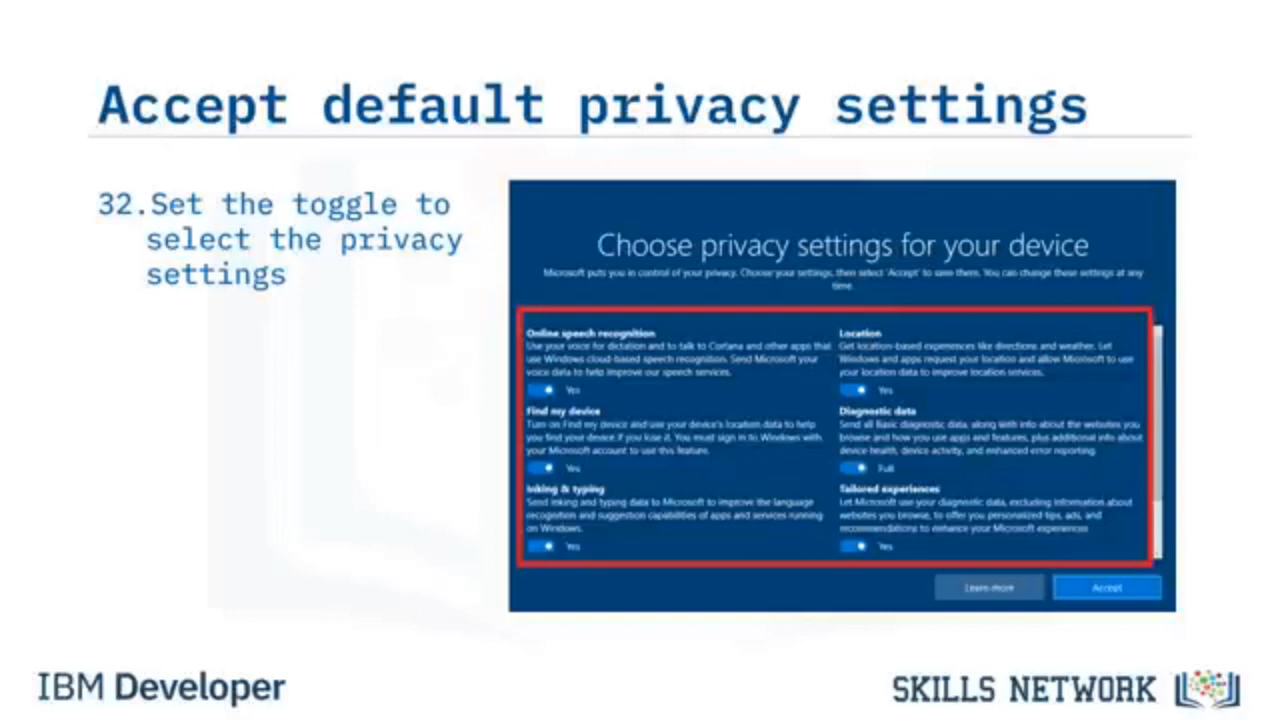 Accept default privacy settings
32.Set the toggle to
select the privacy
settings
Choose privacy settings for your device
Microsoft puts you in control of your privacy. Choose your settings, then select 'Accept' to save them. You can change these settings at any
time.
Online speech recognition
Use your voice for dictation and to talk to Cortana and other apps that
use Windows cloud-based speech recognition. Send Microsoft your
voice data to help improve our speech services.
Yes
Find my device
Turn on Find my device and use your device's location data to help
you find your device if you lose it. You must sign in to Windows with
your Microsoft account to use this feature.
Yes
Inking & typing
Send inking and typing data to Microsoft to improve the language
recognition and suggestion capabilities of apps and services running
on Windows.
Yes
Location
Get location-based experiences like directions and weather. Let
Windows and apps request your location and allow Microsoft to use
your location data to improve location services.
Yes
Diagnostic data
Send all Basic diagnostic data, along with info about the websites you
browse and how you use apps and features, plus additional info about
device health, device activity, and enhanced error reporting.
Full
Tailored experiences
Let Microsoft use your diagnostic data, excluding information about
websites you browse, to offer you personalized tips, ads, and
recommendations to enhance your Microsoft experiences
Yes
Learn more
Accept
IBM Developer
SKILLS NETWORK